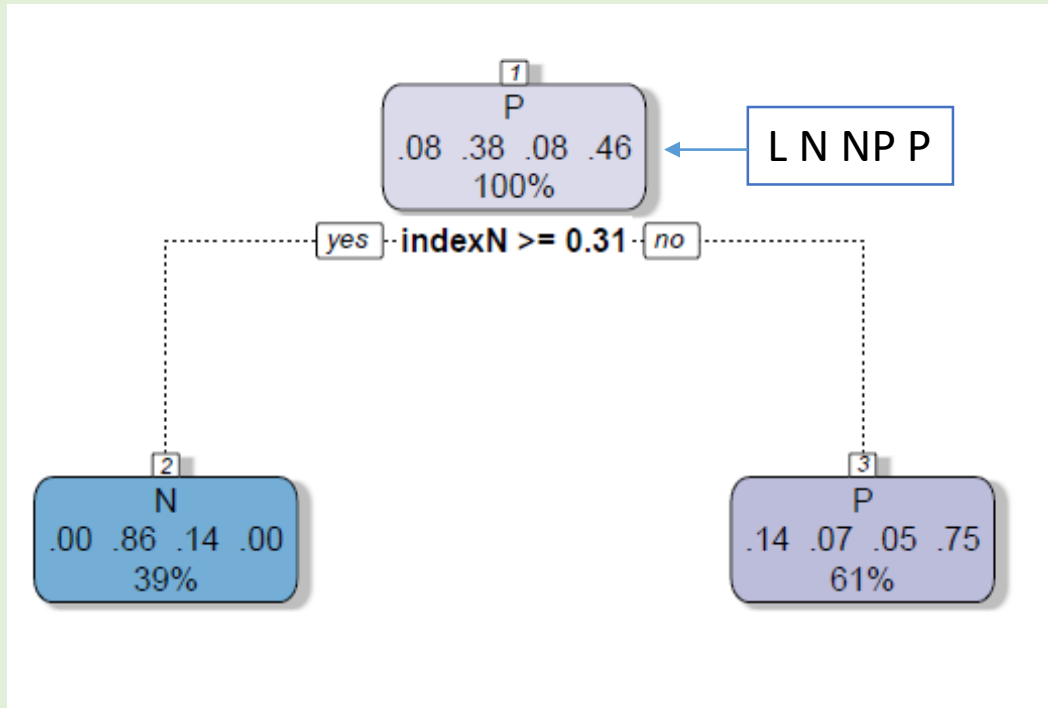 1
P
.08 .38 .08 .46
100%
L N NP P
yes indexN >= 0.31 no
2
N
.00 .86 .14 .00
39%
3
P
.14 .07 .05 .75
61%